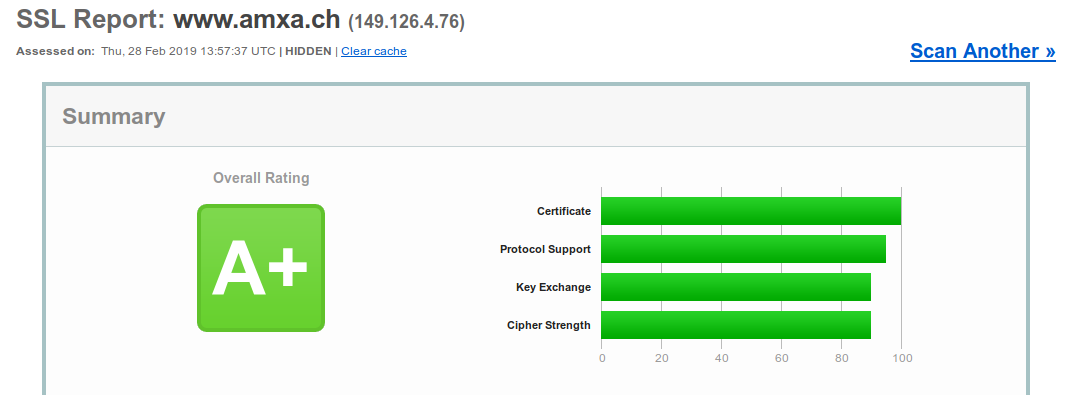 SSL Report: www.amxa.ch (149.126.4.76)
Assessed on: Thu, 28 Feb 2019 13:57:37 UTC | HIDDEN | Clear cache
Scan Another »
Summary
Overall Rating
A+
Certificate
Protocol Support
Key Exchange
Cipher Strength
0 20 40 60 80 100